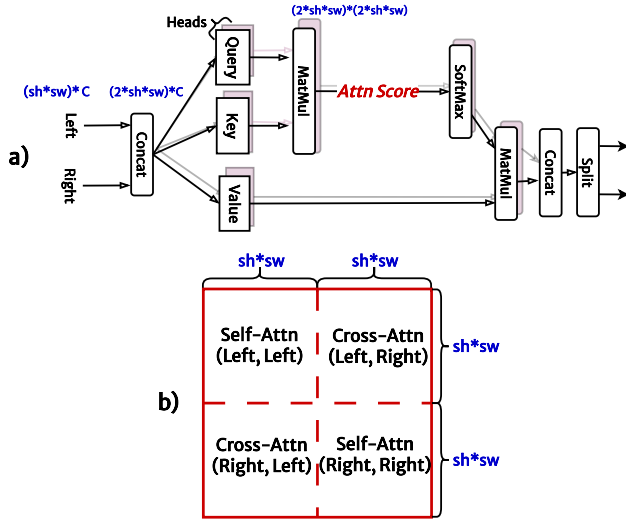 Heads
(2*sh*sw)*(2*sh*sw)
(sh*sw)*C
(2*sh*sw)*C
Left
Right
Concat
Query
Key
Value
MatMul
Attn Score
SoftMax
MatMul
Concat
Split
a)
sh*sw
sh*sw
Self-Attn
(Left, Left)
Cross-Attn
(Left, Right)
sh*sw
b)
Cross-Attn
(Right, Left)
Self-Attn
(Right, Right)
sh*sw